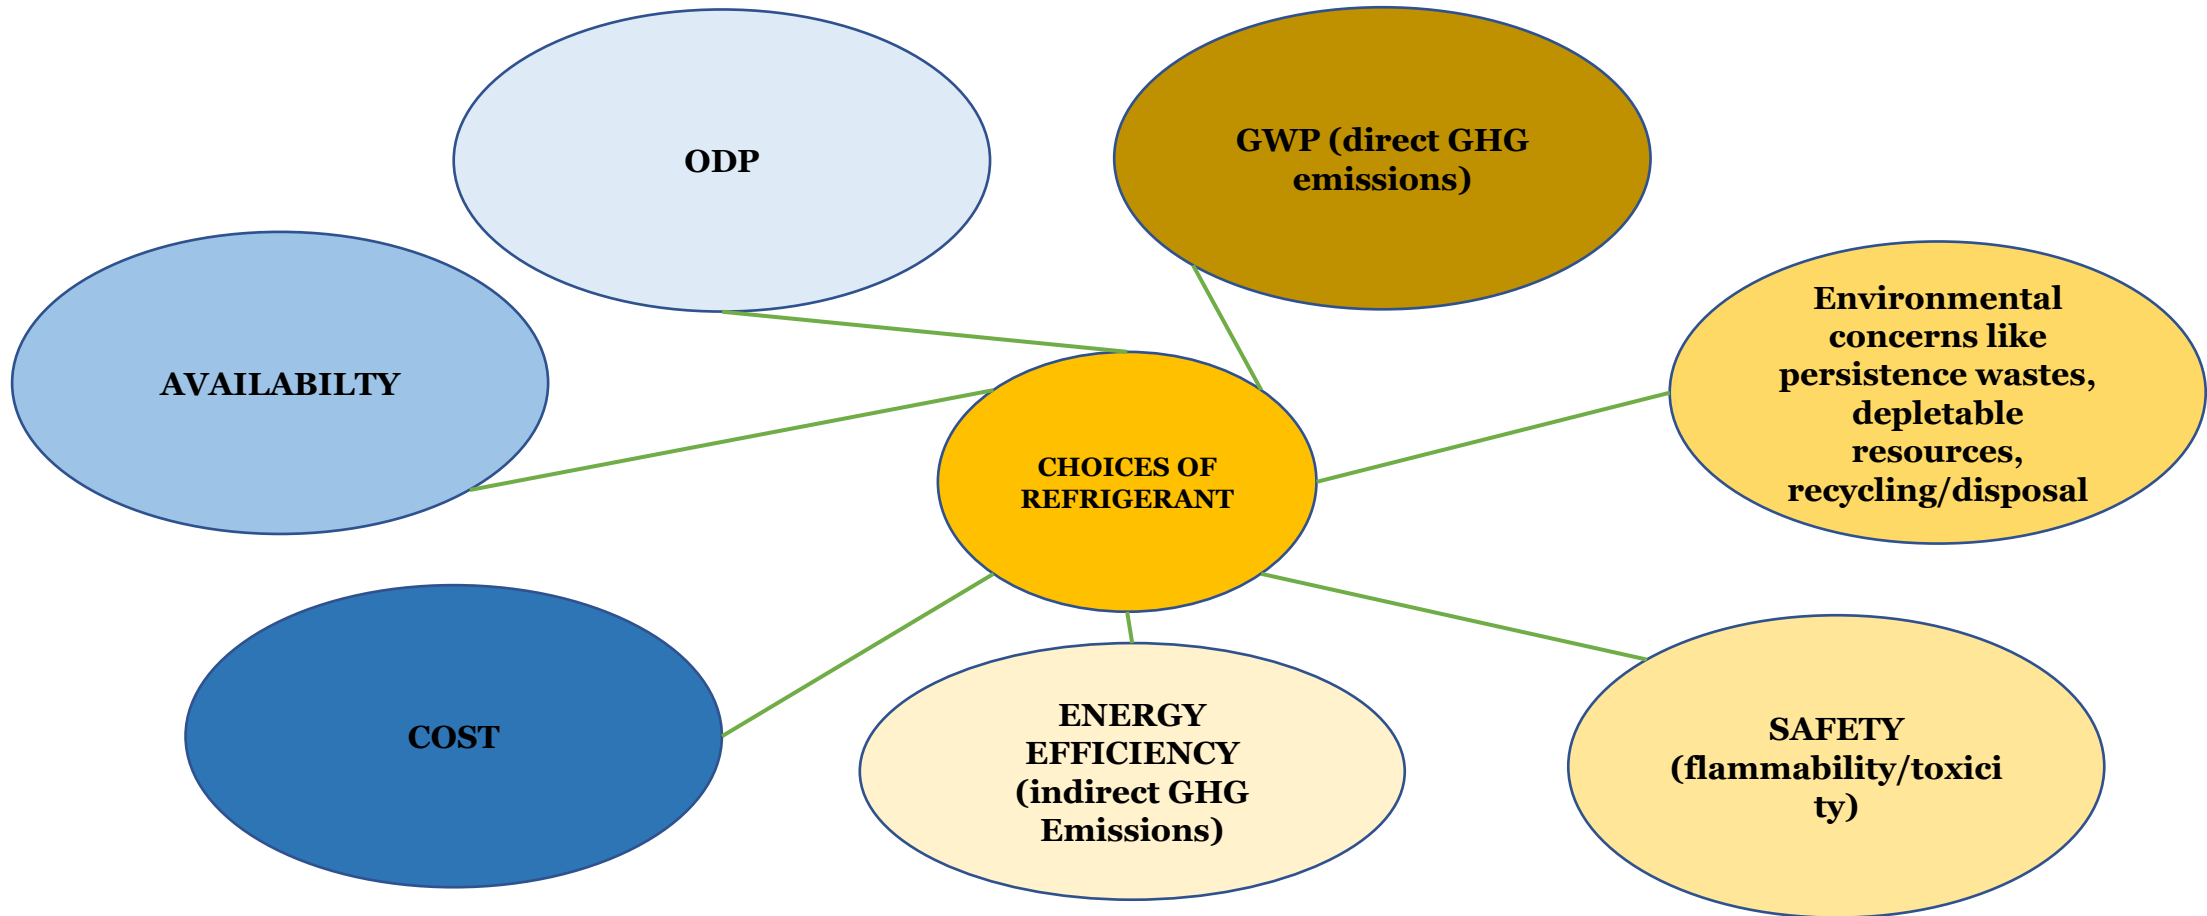 ODP
GWP (direct GHG
emissions)
AVAILABILTY
Environmental
concerns like
persistence wastes,
depletable
resources,
recycling/disposal
CHOICES OF
REFRIGERANT
COST
ENERGY
EFFICIENCY
(indirect GHG
Emissions)
SAFETY
(flammability/toxici
ty)